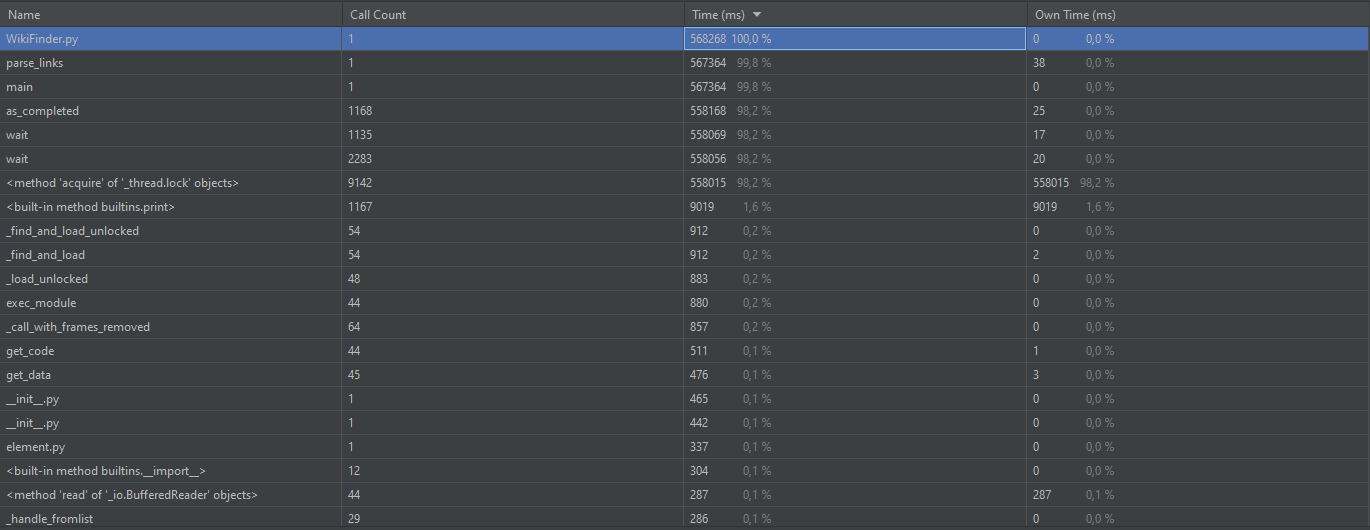 Name Call Count Time (ms) Own Time (ms)
WikiFinder.py 1 568268 100,0 % 0 0,0 %
parse_links 1 567364 99,8 % 38 0,0 %
main 1 567364 99,8 % 0 0,0 %
as_completed 1168 558168 98,2 % 25 0,0 %
wait 1135 558069 98,2 % 17 0,0 %
wait 2283 558056 98,2 % 20 0,0 %
<method 'acquire' of '_thread.lock' objects> 9142 558015 98,2 % 558015 98,2 %
<built-in method builtins.print> 1167 9019 1,6 % 9019 1,6 %
_find_and_load_unlocked 54 912 0,2 % 0 0,0 %
_find_and_load 54 912 0,2 % 2 0,0 %
_load_unlocked 48 883 0,2 % 0 0,0 %
exec_module 44 880 0,2 % 0 0,0 %
_call_with_frames_removed 64 857 0,2 % 0 0,0 %
get_code 44 511 0,1 % 1 0,0 %
get_data 45 476 0,1 % 3 0,0 %
__init__.py 1 465 0,1 % 0 0,0 %
__init__.py 1 442 0,1 % 0 0,0 %
element.py 1 337 0,1 % 0 0,0 %
<built-in method builtins.__import__> 12 304 0,1 % 0 0,0 %
<method 'read' of '_io.BufferedReader' objects> 44 287 0,1 % 287 0,1 %
_handle_fromlist 29 286 0,1 % 0 0,0 %